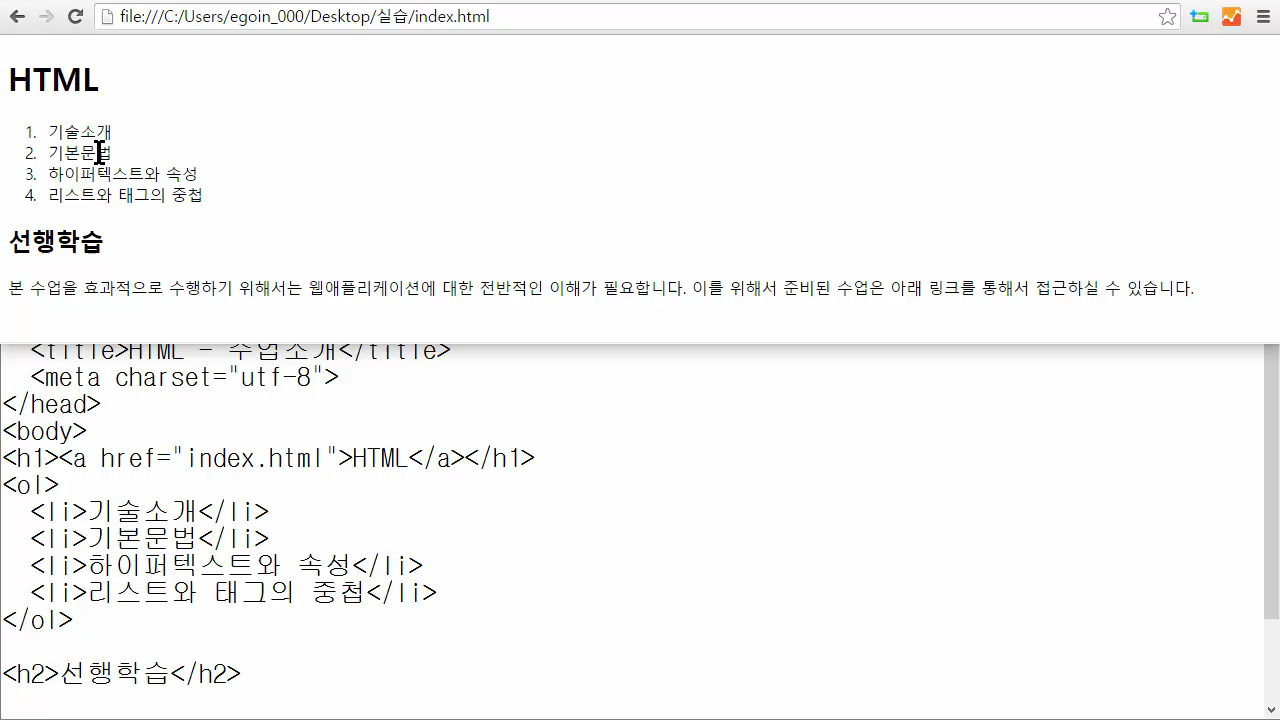 file:///C:/Users/egoin_000/Desktop/실습/index.html
HTML
1. 기술소개
2. 기본문법
3. 하이퍼텍스트와 속성
4. 리스트와 태그의 중첩
선행학습
본 수업을 효과적으로 수행하기 위해서는 웹애플리케이션에 대한 전반적인 이해가 필요합니다. 이를 위해서 준비된 수업은 아래 링크를 통해서 접근하실 수 있습니다.
<title>HTML - 수업소개</title>
<meta charset="utf-8">
</head>
<body>
<h1><a href="index.html">HTML</a></h1>
<ol>
<li>기술소개</li>
<li>기본문법</li>
<li>하이퍼텍스트와 속성</li>
<li>리스트와 태그의 중첩</li>
</ol>
<h2>선행학습</h2>